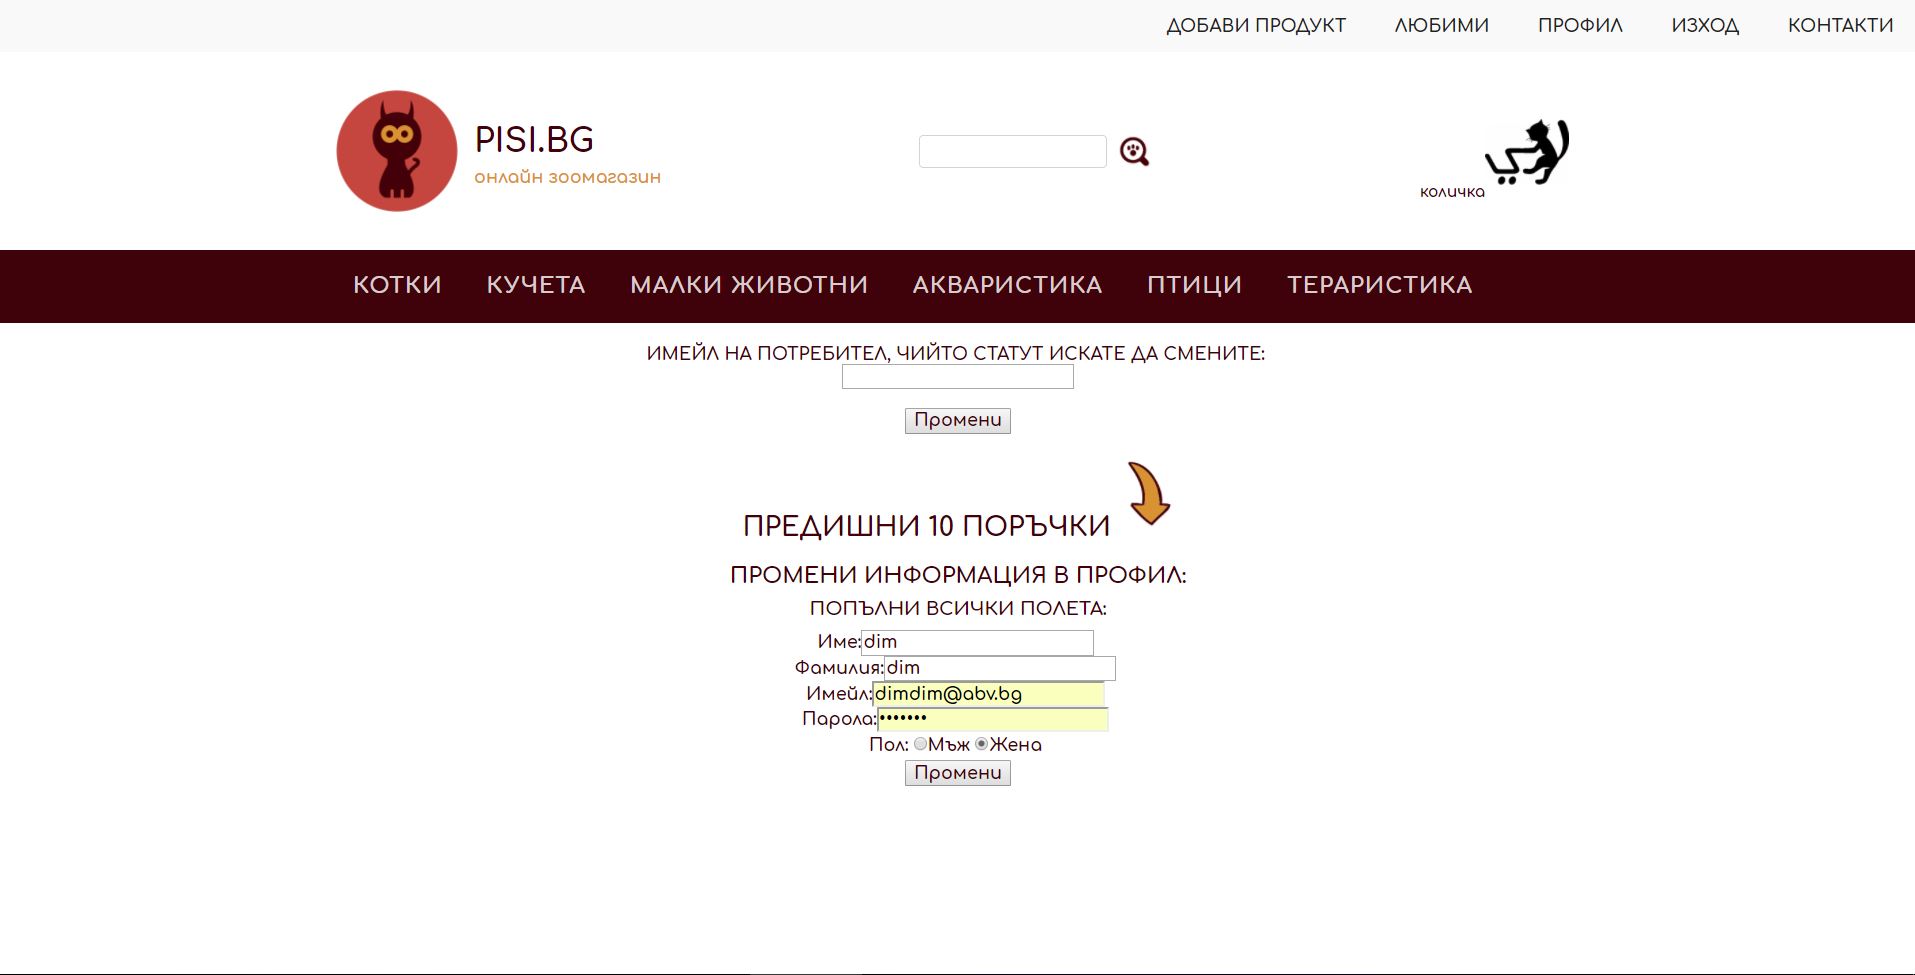 ДОБАВИ ПРОДУКТ ЛЮБИМИ ПРОФИЛ ИЗХОД КОНТАКТИ
PISI.BG
онлайн зоомагазин
количка
КОТКИ КУЧЕТА МАЛКИ ЖИВОТНИ АКВАРИСТИКА ПТИЦИ ТЕРАРИСТИКА
ИМЕЙЛ НА ПОТРЕБИТЕЛ, ЧИЙТО СТАТУТ ИСКАТЕ ДА СМЕНИТЕ:
Промени
ПРЕДИШНИ 10 ПОРЪЧКИ
ПРОМЕНИ ИНФОРМАЦИЯ В ПРОФИЛ:
ПОПЪЛНИ ВСИЧКИ ПОЛЕТА:
Име:dim
Фамилия:dim
Имейл:dimdim@abv.bg
Парола:•••••••
Пол: Мъж Жена
Промени